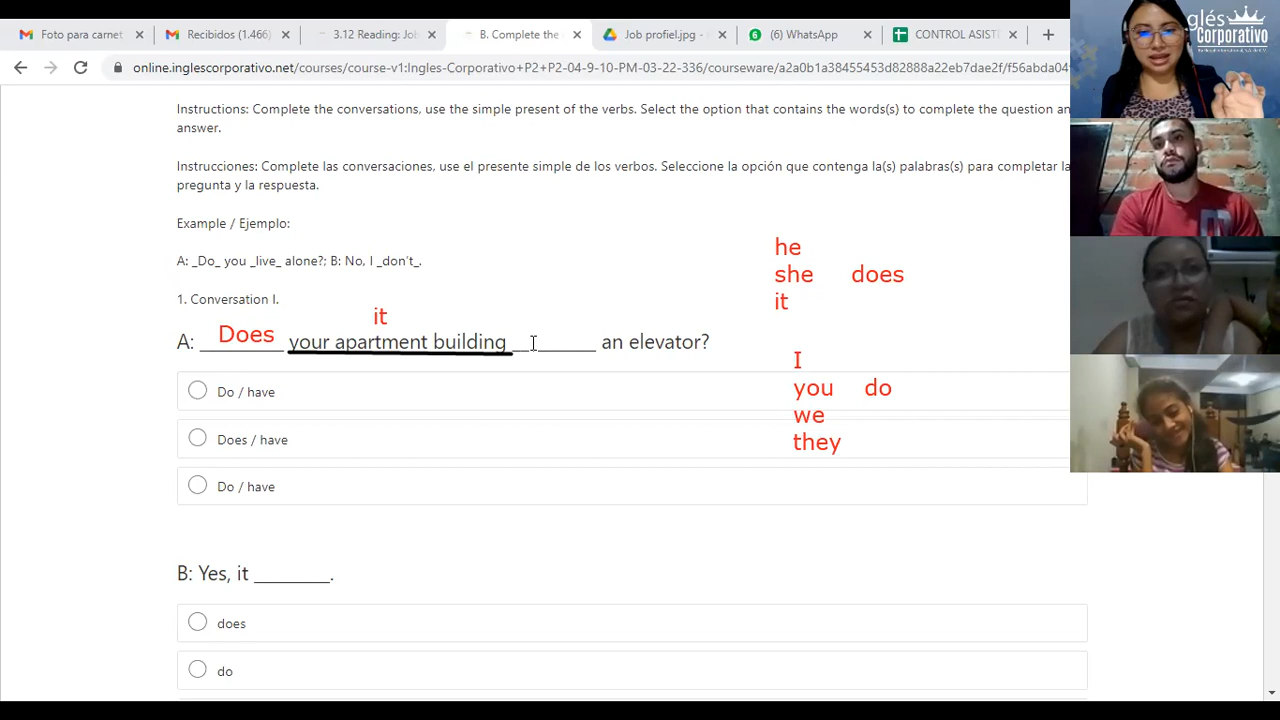 Foto para carnet
Recibidos (1.466)
3.12 Reading: Jo
B. Complete the
Job profiel.jpg -
(6) WhatsApp
CONTROL ASIST
glés
Corporativo
online.inglescorporativo.net/courses/course-v1:Ingles-Corporativo+P2+P2-04-9-10-PM-03-22-336/courseware/a2a0b1a38455453d82888a22eb7dae2f/f56abda04
Instructions: Complete the conversations, use the simple present of the verbs. Select the option that contains the words(s) to complete the question an
answer.
Instrucciones: Complete las conversaciones, use el presente simple de los verbos. Seleccione la opción que contenga la(s) palabras(s) para completar la
pregunta y la respuesta.
Example / Ejemplo:
A: _Do_ you _live_ alone?; B: No, I _don't_.
1. Conversation I.
he
she does
it
it
A: Does your apartment building ________ an elevator?
I
you do
we
they
Do / have
Does / have
Do / have
B: Yes, it ________.
does
do